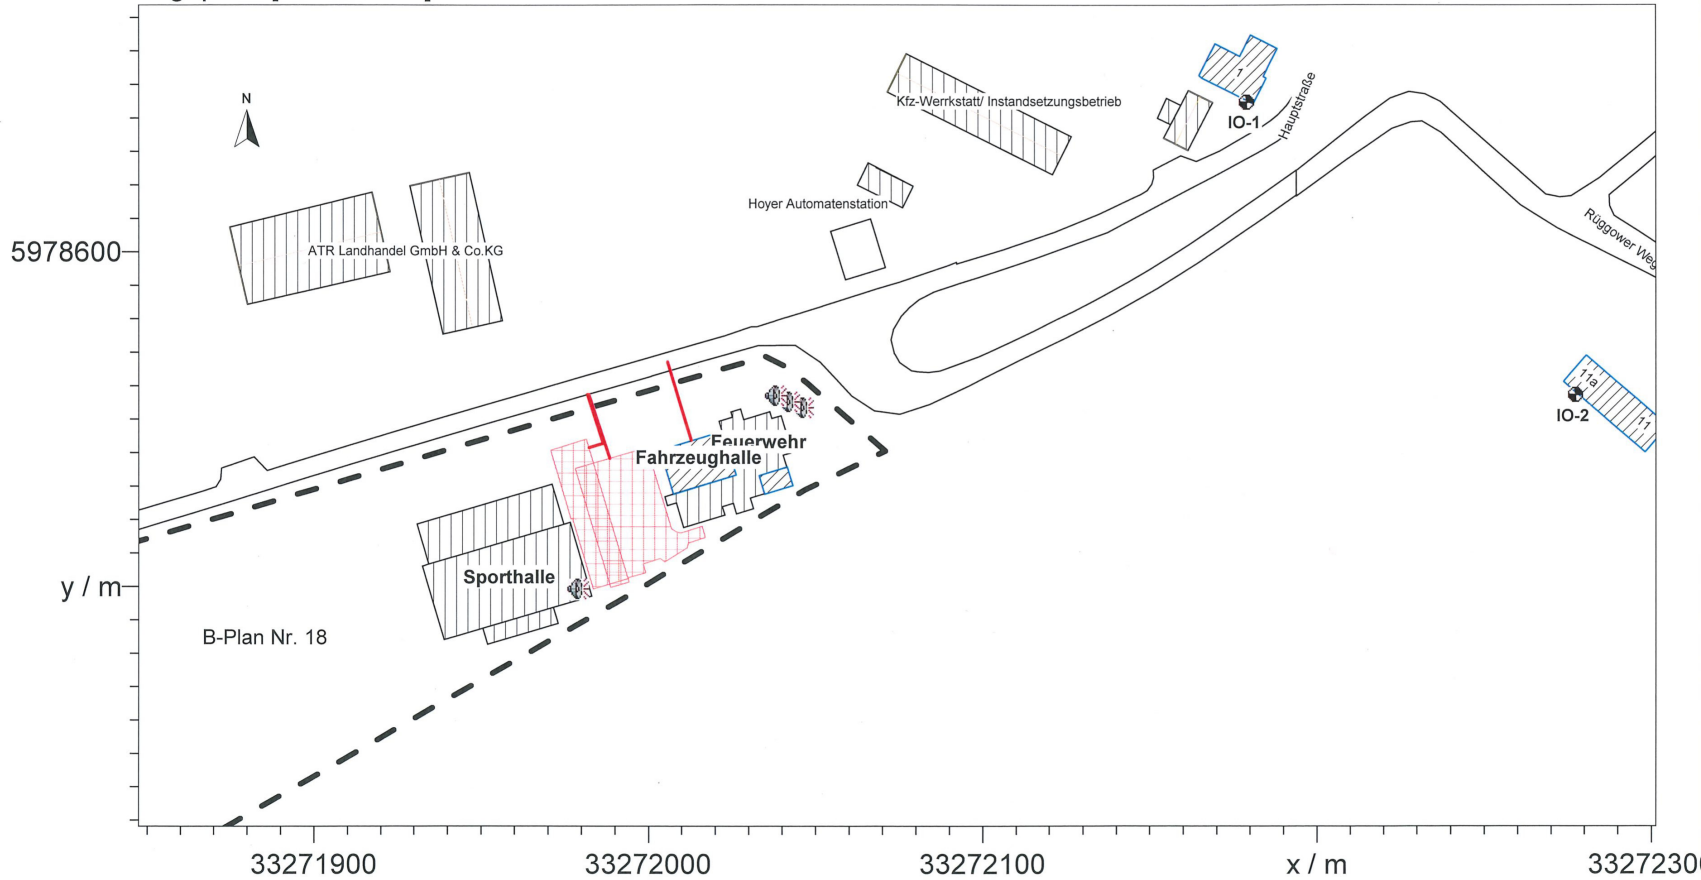 N
1
Kfz-Werrkstatt/ Instandsetzungsbetrieb
IO-1
Hauptstraße
Hoyer Automatenstation
Rüggower Weg
5978600
ATR Landhandel GmbH & Co.KG
11a
IO-2
11
Feuerwehr
Fahrzeughalle
Sporthalle
y / m
B-Plan Nr. 18
33271900
33272000
33272100
x / m
3327230